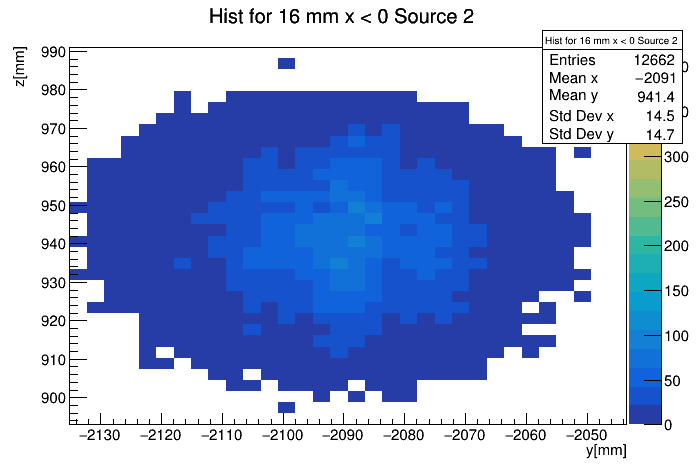 Hist for 16 mm x < 0 Source 2
Hist for 16 mm x < 0 Source 2
Entries 12662
Mean x −2091
Mean y 941.4
Std Dev x 14.5
Std Dev y 14.7
z[mm]
990
980
970
960
950
940
930
920
910
900
−2130 −2120 −2110 −2100 −2090 −2080 −2070 −2060 −2050
y[mm]
300
250
200
150
100
50
0